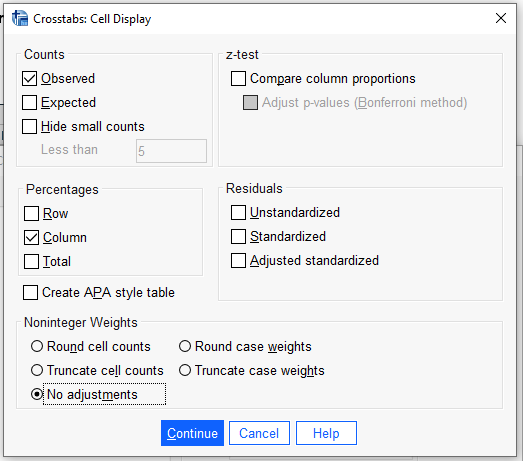 Crosstabs: Cell Display
Counts
Observed
Expected
Hide small counts
Less than 5
z-test
Compare column proportions
Adjust p-values (Bonferroni method)
Percentages
Row
Column
Total
Residuals
Unstandardized
Standardized
Adjusted standardized
Create APA style table
Noninteger Weights
Round cell counts Round case weights
Truncate cell counts Truncate case weights
No adjustments
Continue Cancel Help